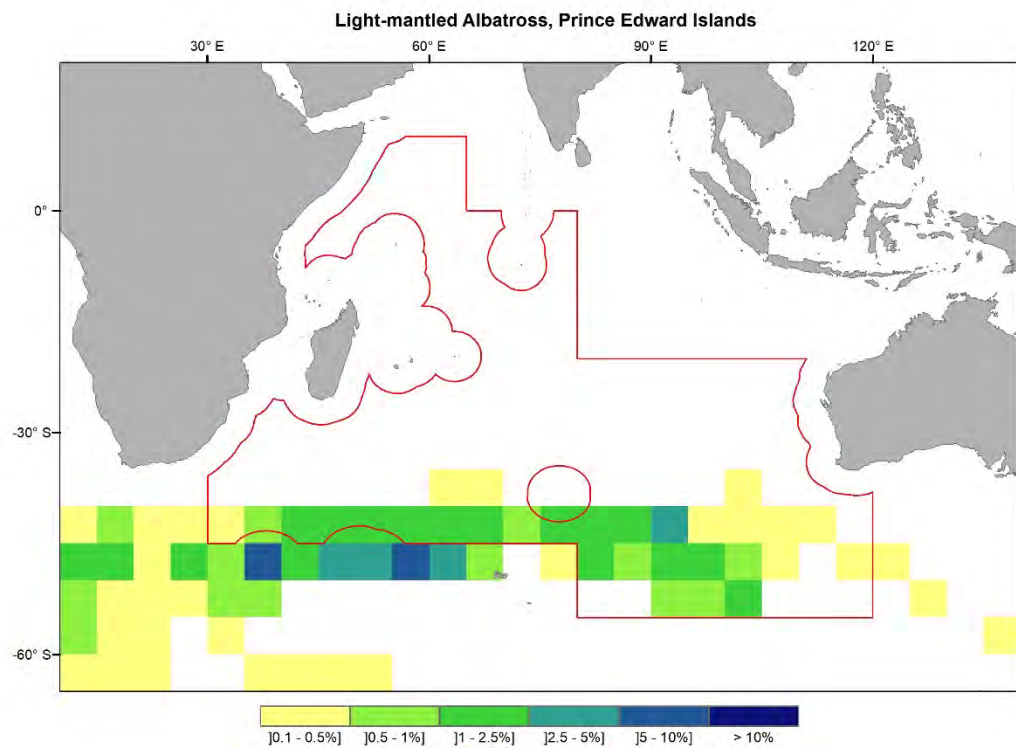 Light-mantled Albatross, Prince Edward Islands
30° E 60° E 90° E 120° E
0°
-30° S
-60° S
]0.1 - 0.5%] ]0.5 - 1%] ]1 - 2.5%] ]2.5 - 5%] ]5 - 10%] > 10%